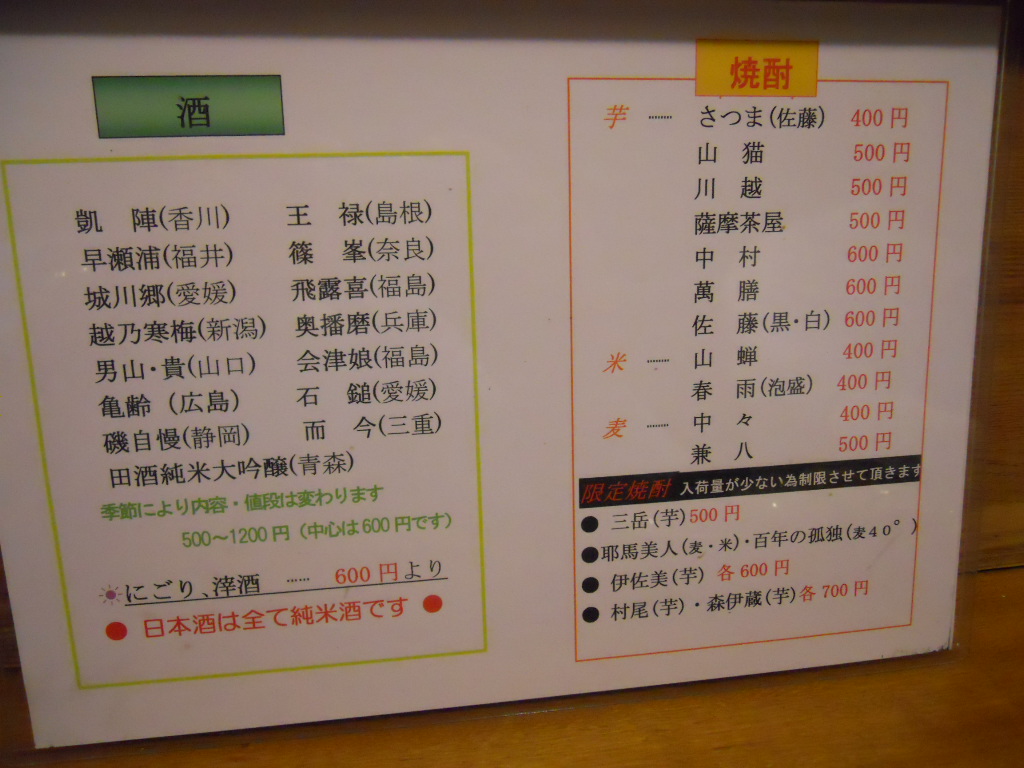 酒
凱 陣(香川) 王 禄(島根)
早瀬浦(福井) 篠 峯(奈良)
城川郷(愛媛) 飛露喜(福島)
越乃寒梅(新潟) 奥播磨(兵庫)
男山・貴(山口) 会津娘(福島)
亀齢 (広島) 石 鎚(愛媛)
磯自慢(静岡) 而 今(三重)
田酒純米大吟醸(青森)
季節により内容・値段は変わります
500〜1200円(中心は600円です)
にごり、滓酒 …… 600円より
● 日本酒は全て純米酒です ●
焼酎
芋 …… さつま(佐藤) 400円
山 猫 500円
川 越 500円
薩摩茶屋 500円
中 村 600円
萬 膳 600円
佐 藤(黒・白) 600円
米 …… 山 蝉 400円
春 雨(泡盛) 400円
麦 …… 中 々 400円
兼 八 500円
限定焼酎 入荷量が少ない為制限させて頂きます
● 三岳(芋)500円
●耶馬美人(麦・米)・百年の孤独(麦40°)
● 伊佐美(芋) 各600円
● 村尾(芋)・森伊蔵(芋)各700円